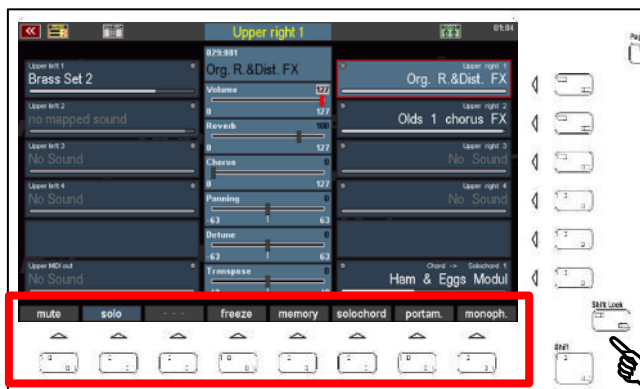 Upper right 1
01:04
029:081
Org. R.&Dist. FX
Upper left 1
Brass Set 2
Upper left 2
no mapped sound
Upper left 3
No Sound
Upper left 4
No Sound
Upper MIDI out
No Sound
Volume 127
0 127
Reverb 100
0 127
Chorus 0
0 127
Panning 0
-63 63
Detune 0
-63 63
Transpose 0
Upper right 1
Org. R.&Dist. FX
Upper right 2
Olds 1 chorus FX
Upper right 3
No Sound
Upper right 4
No Sound
Chord -> Solochord 1
Ham & Eggs Modul
mute solo - - - freeze memory solochord portam. monoph.
Shift Lock
Shift